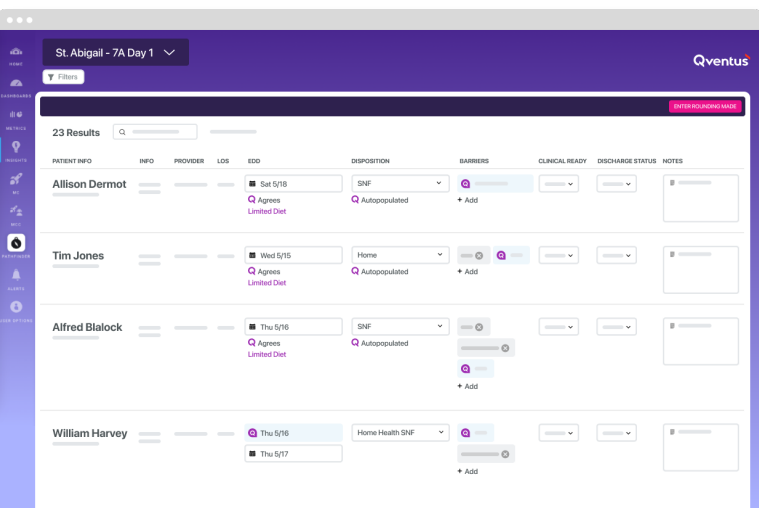 St. Abigail - 7A Day 1
Qventus
HOME
Filters
DASHBOARDS
METRICS
INSIGHTS
MCC
PATHFINDER
ALERTS
USER OPTIONS
ENTER ROUNDING MADE
23 Results
PATIENT INFO INFO PROVIDER LOS EDD DISPOSITION BARRIERS CLINICAL READY DISCHARGE STATUS NOTES
Allison Dermot Sat 5/18 SNF
Agrees Autopopulated + Add
Limited Diet
Tim Jones Wed 5/15 Home
Agrees Autopopulated + Add
Limited Diet
Alfred Blalock Thu 5/16 SNF
Agrees Autopopulated
Limited Diet
+ Add
William Harvey Thu 5/16 Home Health SNF
Thu 5/17
+ Add